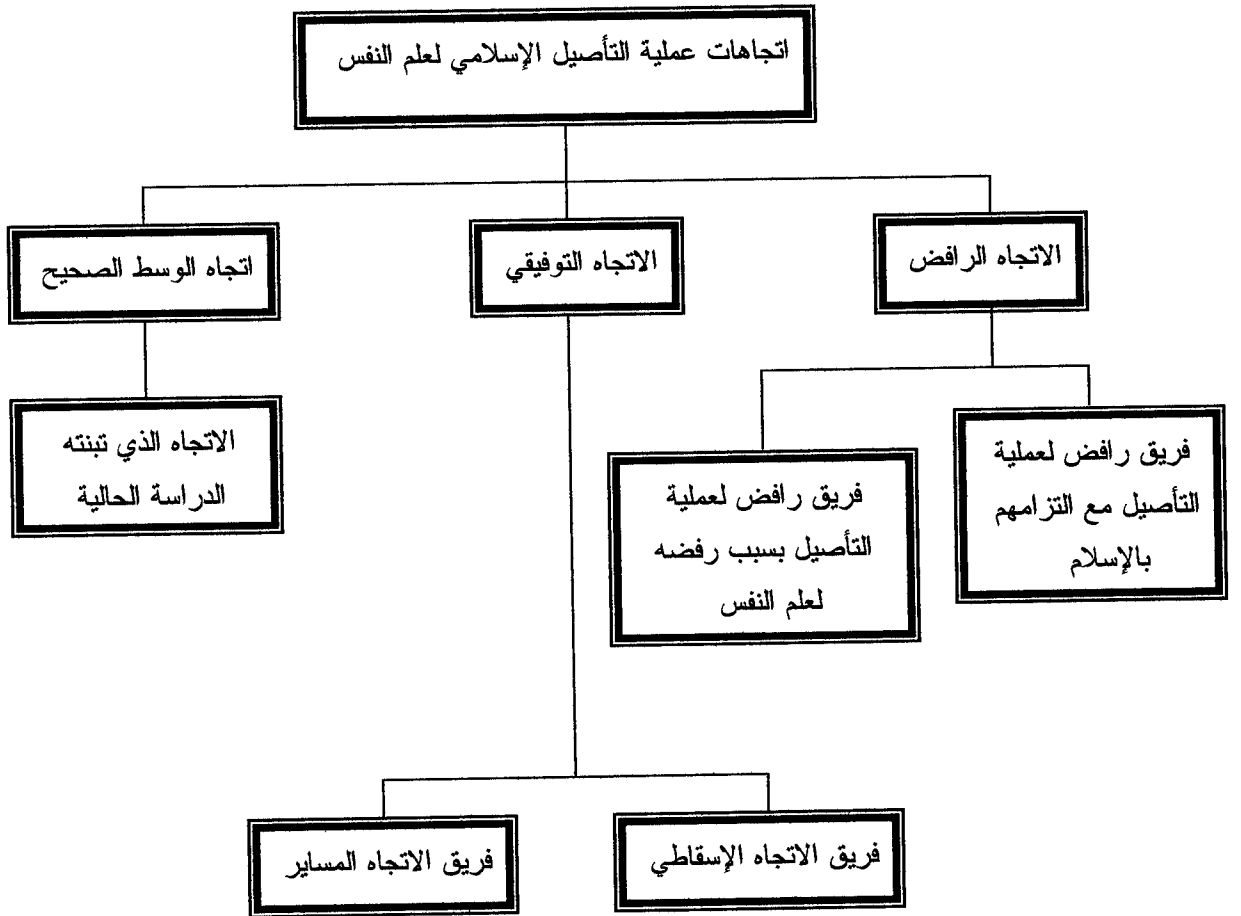 اتجاهات عملية التأصيل الإسلامي لعلم النفس
الاتجاه الرافض
الاتجاه التوفيقي
اتجاه الوسط الصحيح
فريق رافض لعملية
التأصيل مع التزامهم
بالإسلام
فريق رافض لعملية
التأصيل بسبب رفضه
لعلم النفس
الاتجاه الذي تبنته
الدراسة الحالية
فريق الاتجاه الإسقاطي
فريق الاتجاه المساير